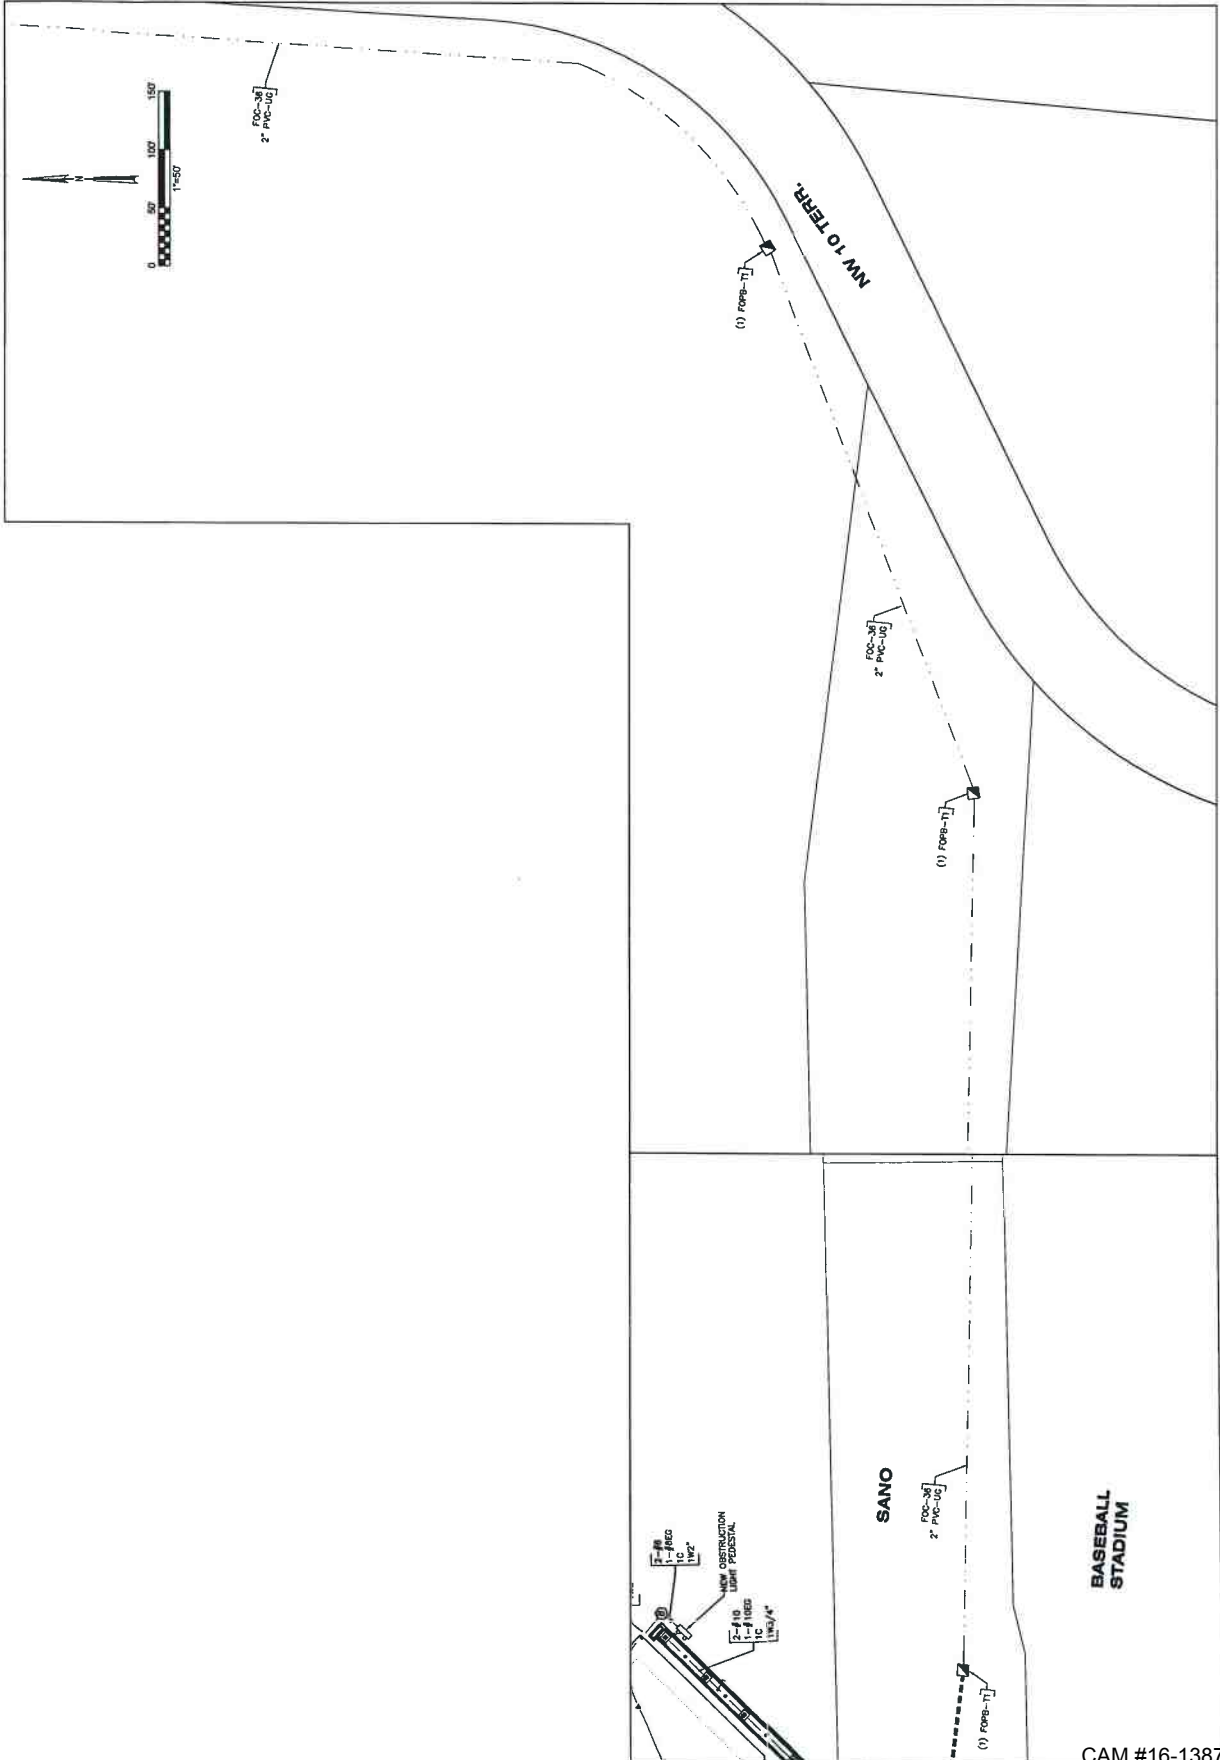 FOC-36
2" PVC-UG
0
50'
100'
150'
1"=50'
N
(1) FOPB-T1
NW 10 TERR.
FOC-36
2" PVC-UG
(1) FOPB-T1
SANO
FOC-36
2" PVC-UG
2-#8
1-#8EG
1C
1W2"
NEW OBSTRUCTION
LIGHT PEDESTAL
2-#10
1-#10EG
1C
1W3/4"
(1) FOPB-T1
BASEBALL
STADIUM
CAM #16-1387